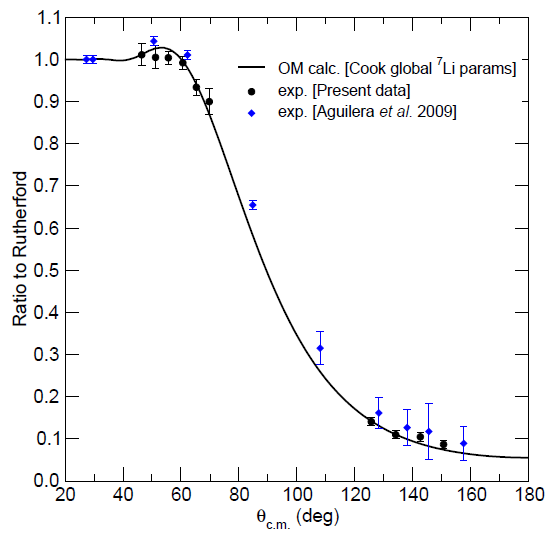 1.1
1.0
0.9
0.8
0.7
0.6
0.5
0.4
0.3
0.2
0.1
0.0
Ratio to Rutherford
OM calc. [Cook global ⁷Li params]
exp. [Present data]
exp. [Aguilera et al. 2009]
20 40 60 80 100 120 140 160 180
θc.m. (deg)